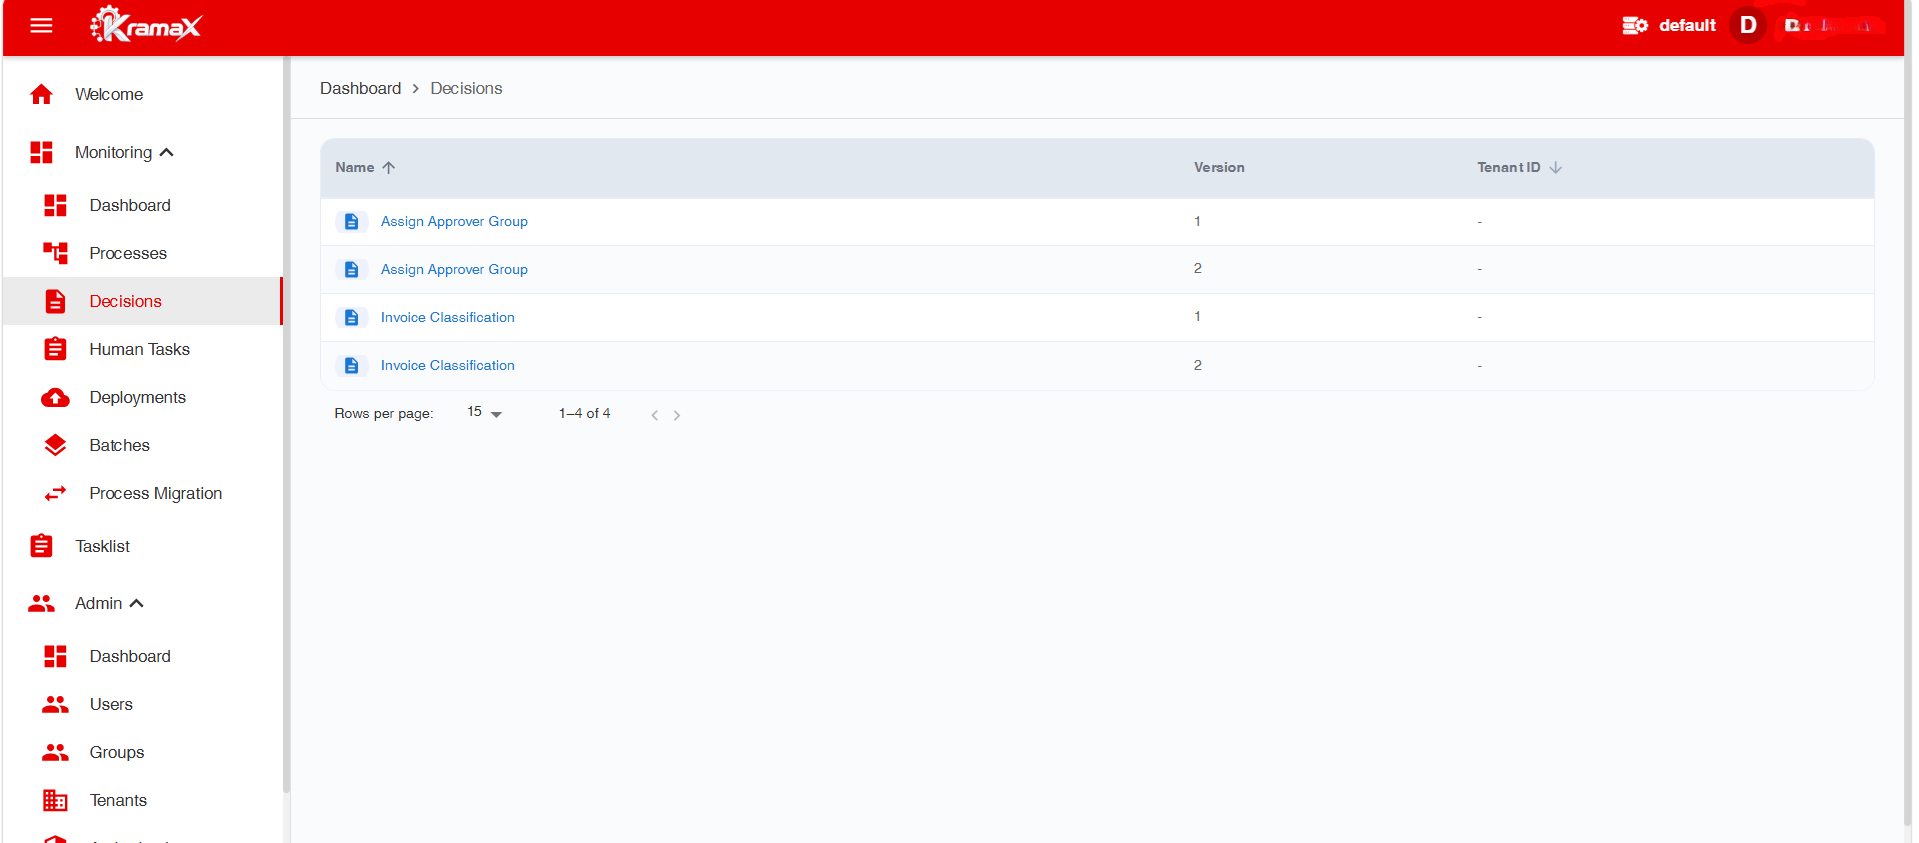 KramaX
default D
Welcome
Monitoring
Dashboard
Processes
Decisions
Human Tasks
Deployments
Batches
Process Migration
Tasklist
Admin
Dashboard
Users
Groups
Tenants
Dashboard > Decisions
Name Version Tenant ID
Assign Approver Group 1 -
Assign Approver Group 2 -
Invoice Classification 1 -
Invoice Classification 2 -
Rows per page: 15 1–4 of 4